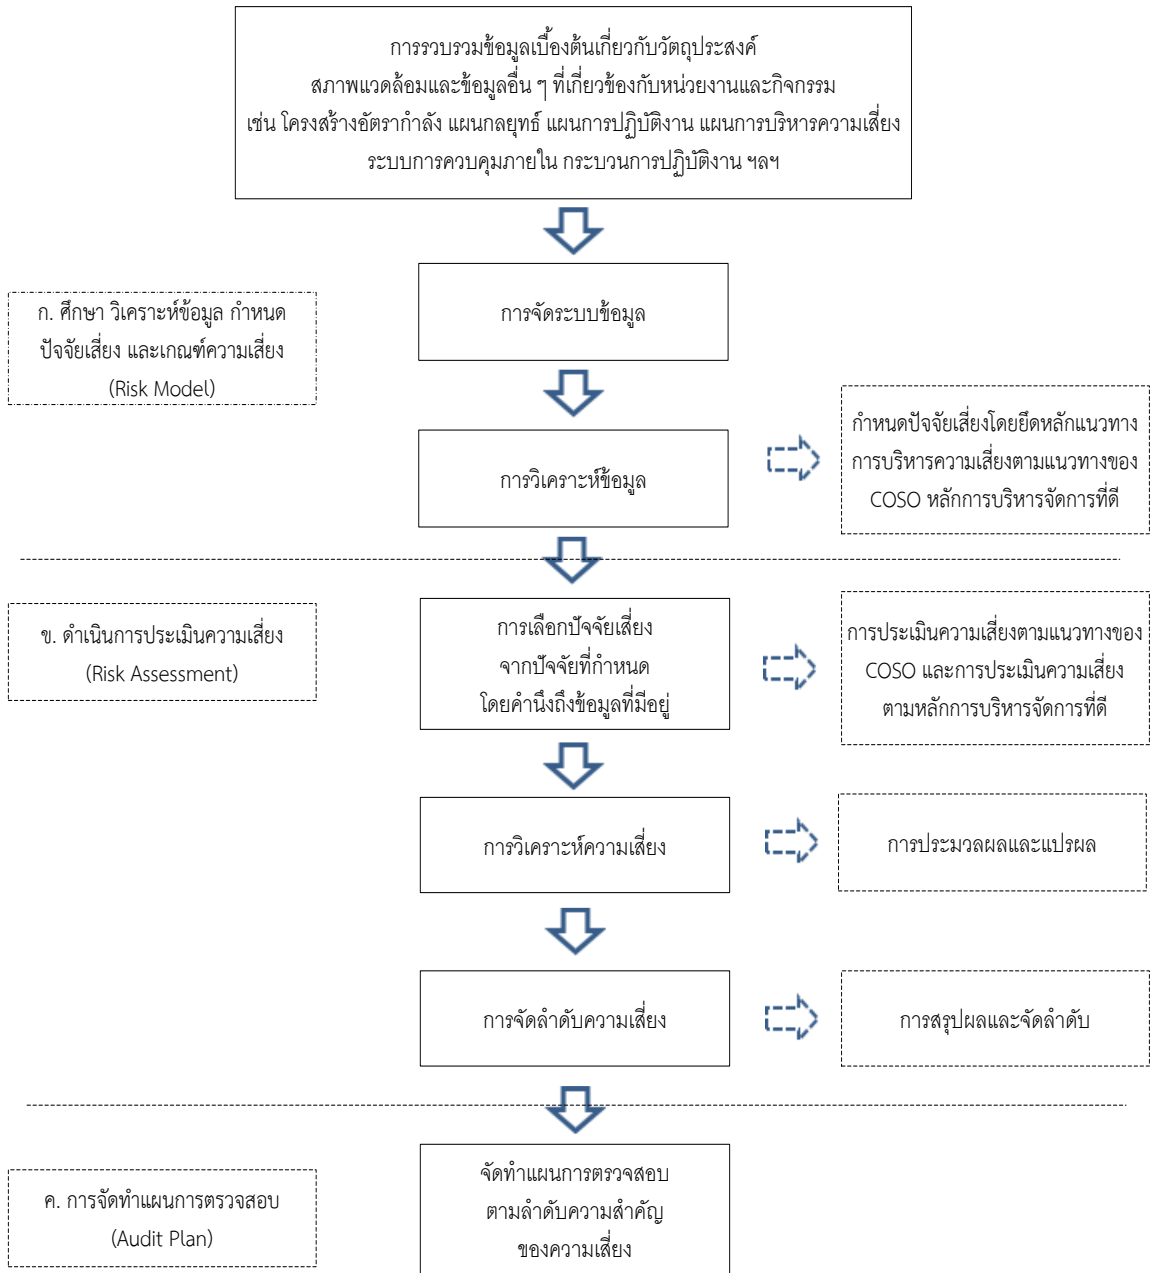 การรวบรวมข้อมูลเบื้องต้นเกี่ยวกับวัตถุประสงค์
สภาพแวดล้อมและข้อมูลอื่น ๆ ที่เกี่ยวข้องกับหน่วยงานและกิจกรรม
เช่น โครงสร้างอัตรากำลัง แผนกลยุทธ์ แผนการปฏิบัติงาน แผนการบริหารความเสี่ยง
ระบบการควบคุมภายใน กระบวนการปฏิบัติงาน ฯลฯ
ก. ศึกษา วิเคราะห์ข้อมูล กำหนด
ปัจจัยเสี่ยง และเกณฑ์ความเสี่ยง
(Risk Model)
การจัดระบบข้อมูล
การวิเคราะห์ข้อมูล
กำหนดปัจจัยเสี่ยงโดยยึดหลักแนวทาง
การบริหารความเสี่ยงตามแนวทางของ
COSO หลักการบริหารจัดการที่ดี
ข. ดำเนินการประเมินความเสี่ยง
(Risk Assessment)
การเลือกปัจจัยเสี่ยง
จากปัจจัยที่กำหนด
โดยคำนึงถึงข้อมูลที่มีอยู่
การประเมินความเสี่ยงตามแนวทางของ
COSO และการประเมินความเสี่ยง
ตามหลักการบริหารจัดการที่ดี
การวิเคราะห์ความเสี่ยง
การประมวลผลและแปรผล
การจัดลำดับความเสี่ยง
การสรุปผลและจัดลำดับ
ค. การจัดทำแผนการตรวจสอบ
(Audit Plan)
จัดทำแผนการตรวจสอบ
ตามลำดับความสำคัญ
ของความเสี่ยง